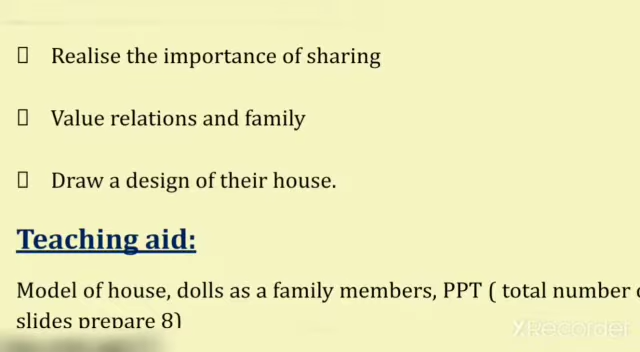 Realise the importance of sharing
Value relations and family
Draw a design of their house.
Teaching aid:
Model of house, dolls as a family members, PPT ( total number
slides prepare 8)
XRecorder